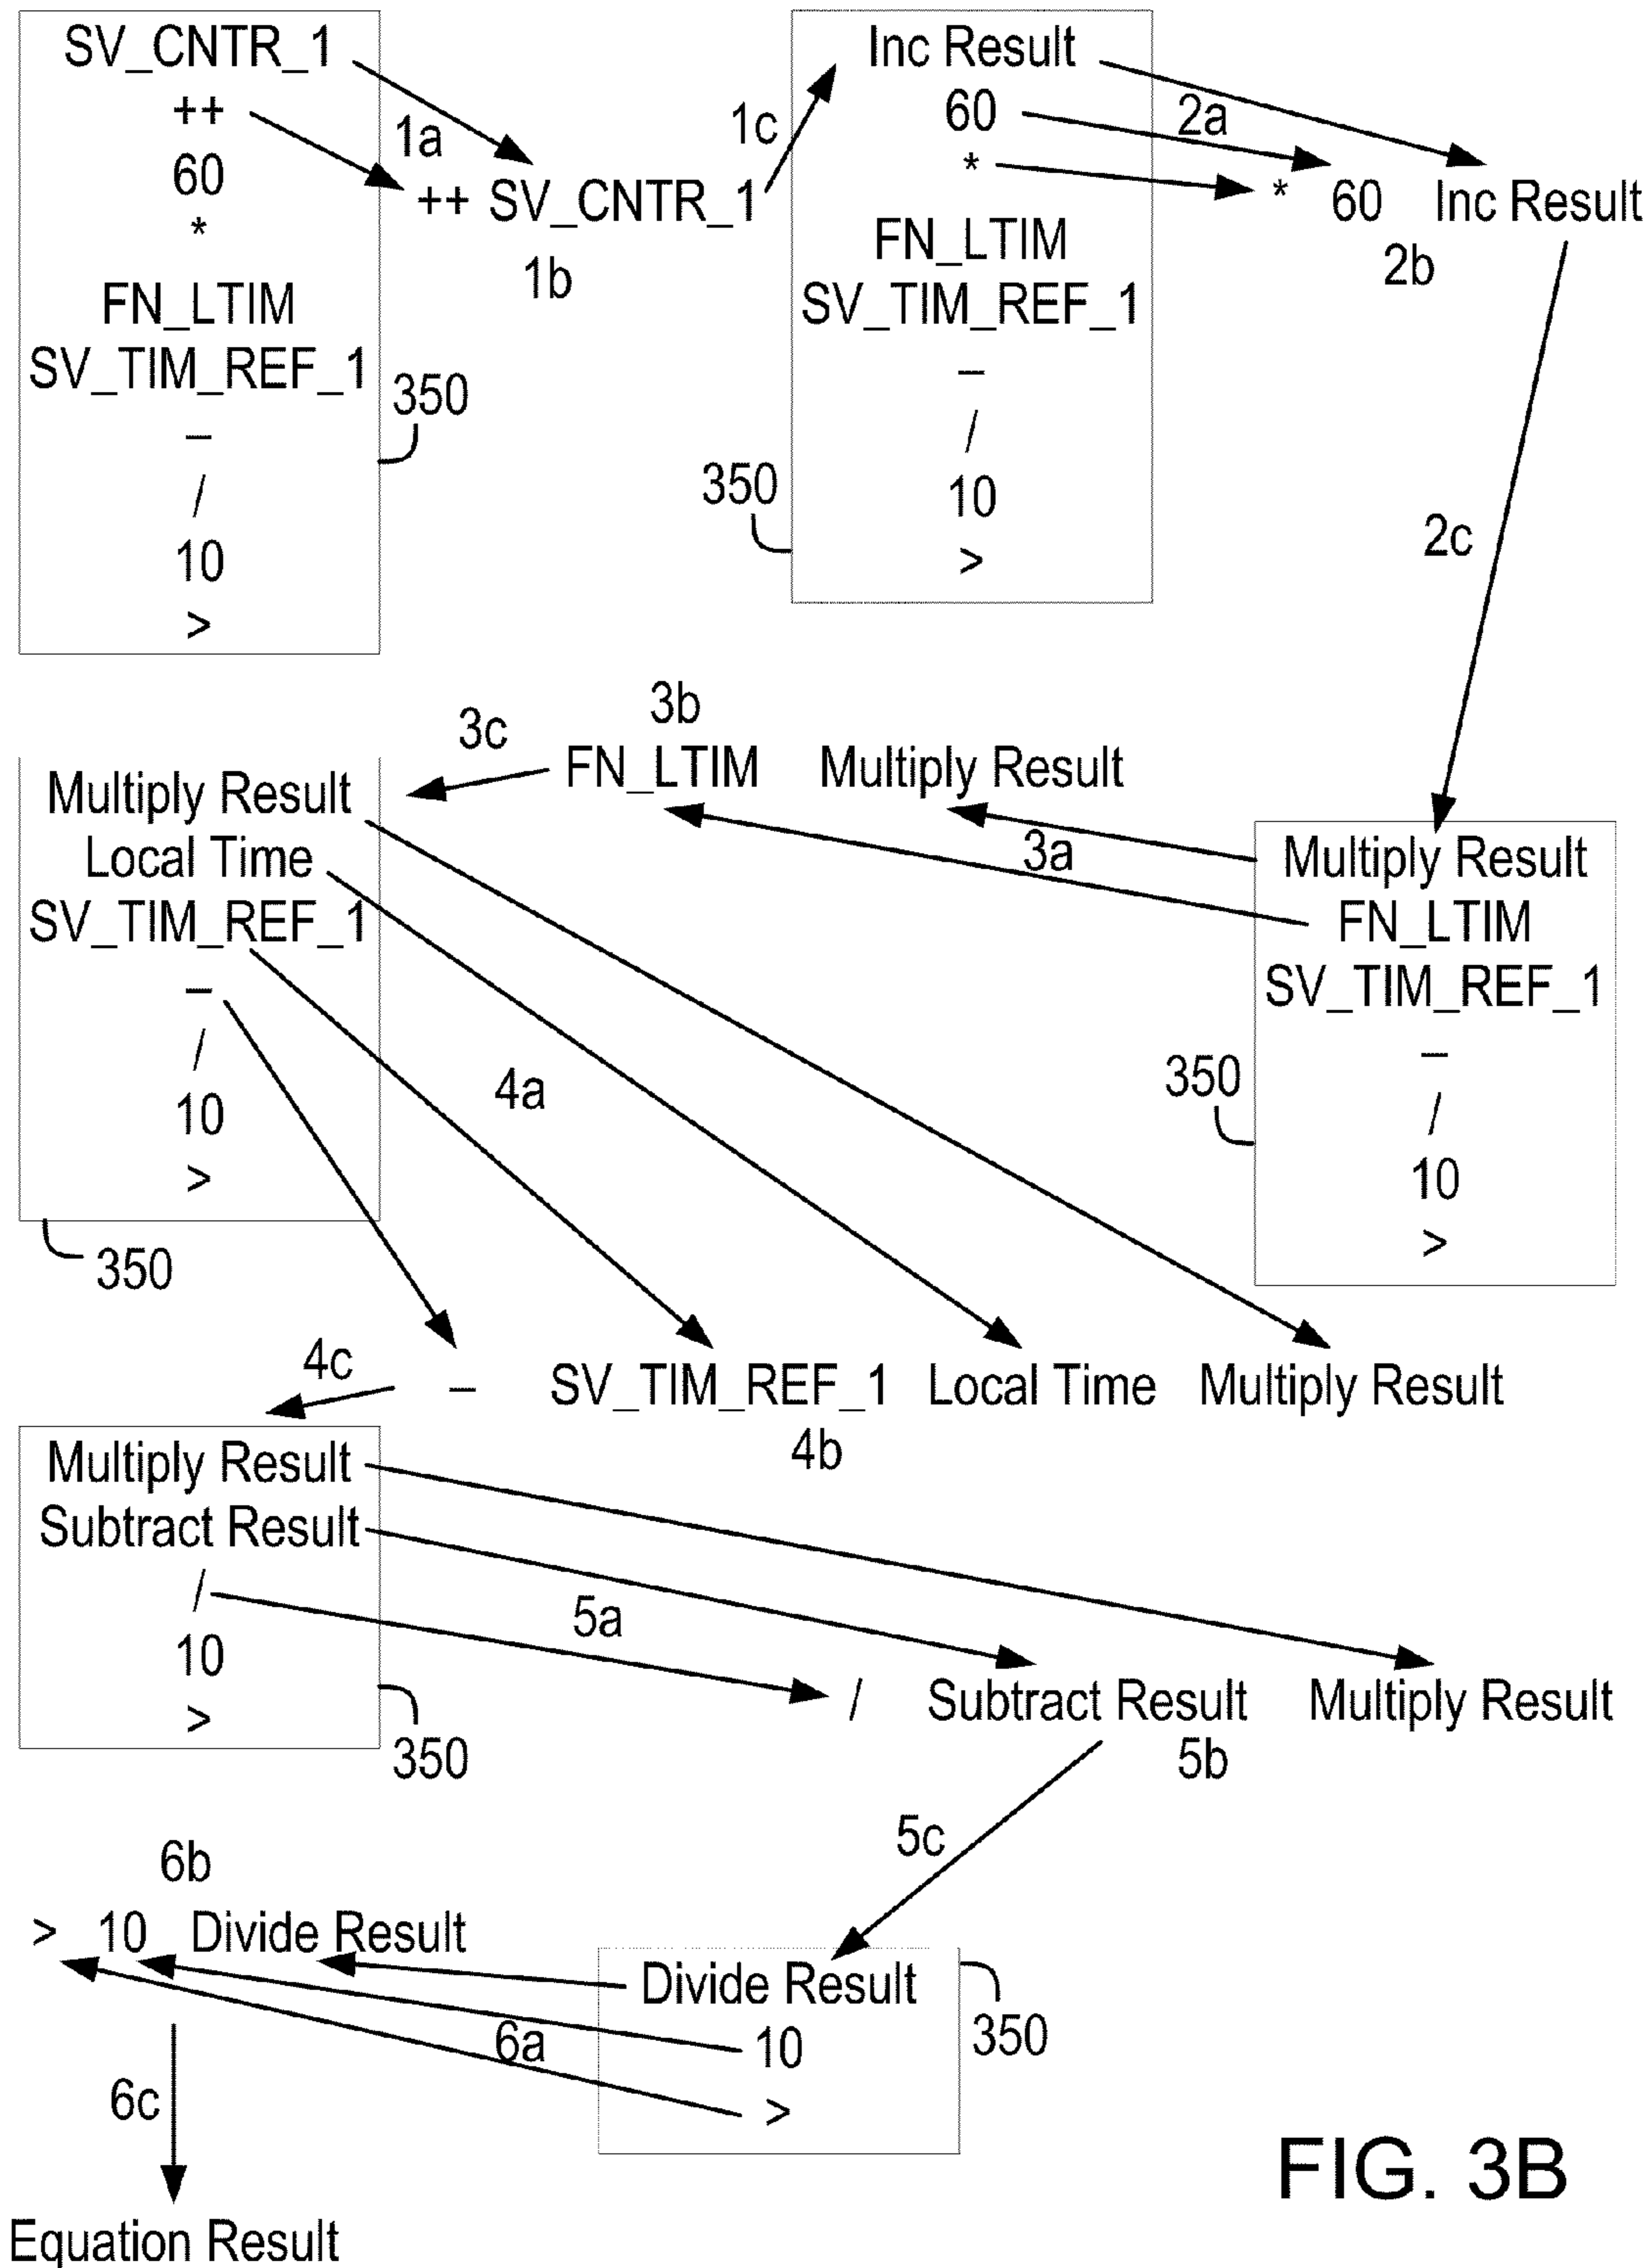 SV_CNTR_1
++
60
*
FN_LTIM
SV_TIM_REF_1
–
/
10
>
350
1a
++ SV_CNTR_1
1b
1c
Inc Result
60
*
FN_LTIM
SV_TIM_REF_1
–
/
10
>
350
2a
* 60 Inc Result
2b
2c
3b
3c
FN_LTIM Multiply Result
3a
Multiply Result
FN_LTIM
SV_TIM_REF_1
–
/
10
>
350
Multiply Result
Local Time
SV_TIM_REF_1
–
/
10
>
350
4a
4c
– SV_TIM_REF_1 Local Time Multiply Result
4b
Multiply Result
Subtract Result
/
10
>
350
5a
/ Subtract Result Multiply Result
5b
5c
6b
> 10 Divide Result
Divide Result
10
>
350
6a
6c
Equation Result
FIG. 3B